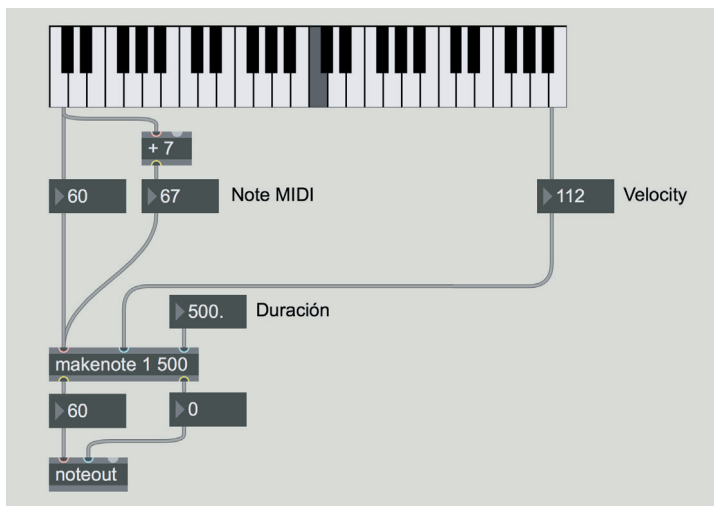 + 7
60
67
Note MIDI
112
Velocity
500.
Duración
makenote 1 500
60
0
noteout